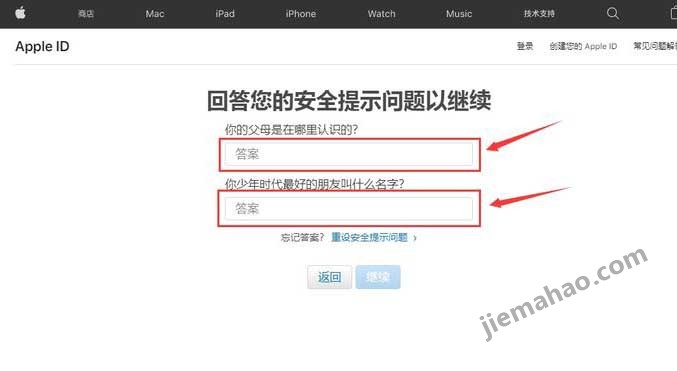 商店 Mac iPad iPhone Watch Music 技术支持
Apple ID 登录 创建您的 Apple ID 常见问题解
回答您的安全提示问题以继续
你的父母是在哪里认识的?
答案
你少年时代最好的朋友叫什么名字?
答案
忘记答案? 重设安全提示问题 ›
返回 继续
jiemahao.com